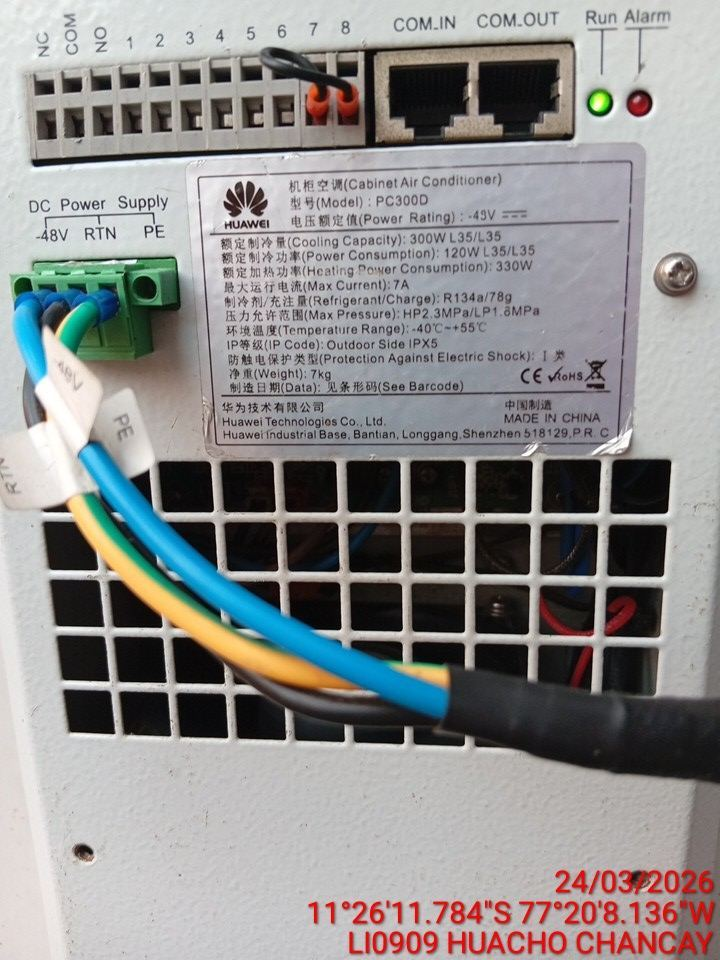 NC COM NO 1 2 3 4 5 6 7 8
COM_IN COM_OUT Run Alarm
DC Power Supply
-48V RTN PE
HUAWEI
机柜空调(Cabinet Air Conditioner)
型号(Model) : PC300D
电压额定值(Power Rating) : -48V
额定制冷量(Cooling Capacity): 300W L35/L35
额定制冷功率(Power Consumption): 120W L35/L35
额定加热功率(Heating Power Consumption): 330W
最大运行电流(Max Current): 7A
制冷剂/充注量(Refrigerant/Charge): R134a/78g
压力允许范围(Max Pressure): HP2.3MPa/LP1.6MPa
环境温度(Temperature Range): -40℃~+55℃
IP等级(IP Code): Outdoor Side IPX5
防触电保护类型(Protection Against Electric Shock): I 类
净重(Weight): 7kg
制造日期(Data): 见条形码(See Barcode)
CE RoHS
华为技术有限公司
中国制造
Huawei Technologies Co., Ltd.
MADE IN CHINA
Huawei Industrial Base, Bantian, Longgang, Shenzhen 518129,P.R. C
-48V
PE
RTN
24/03/2026
11°26'11.784"S 77°20'8.136"W
LI0909 HUACHO CHANCAY